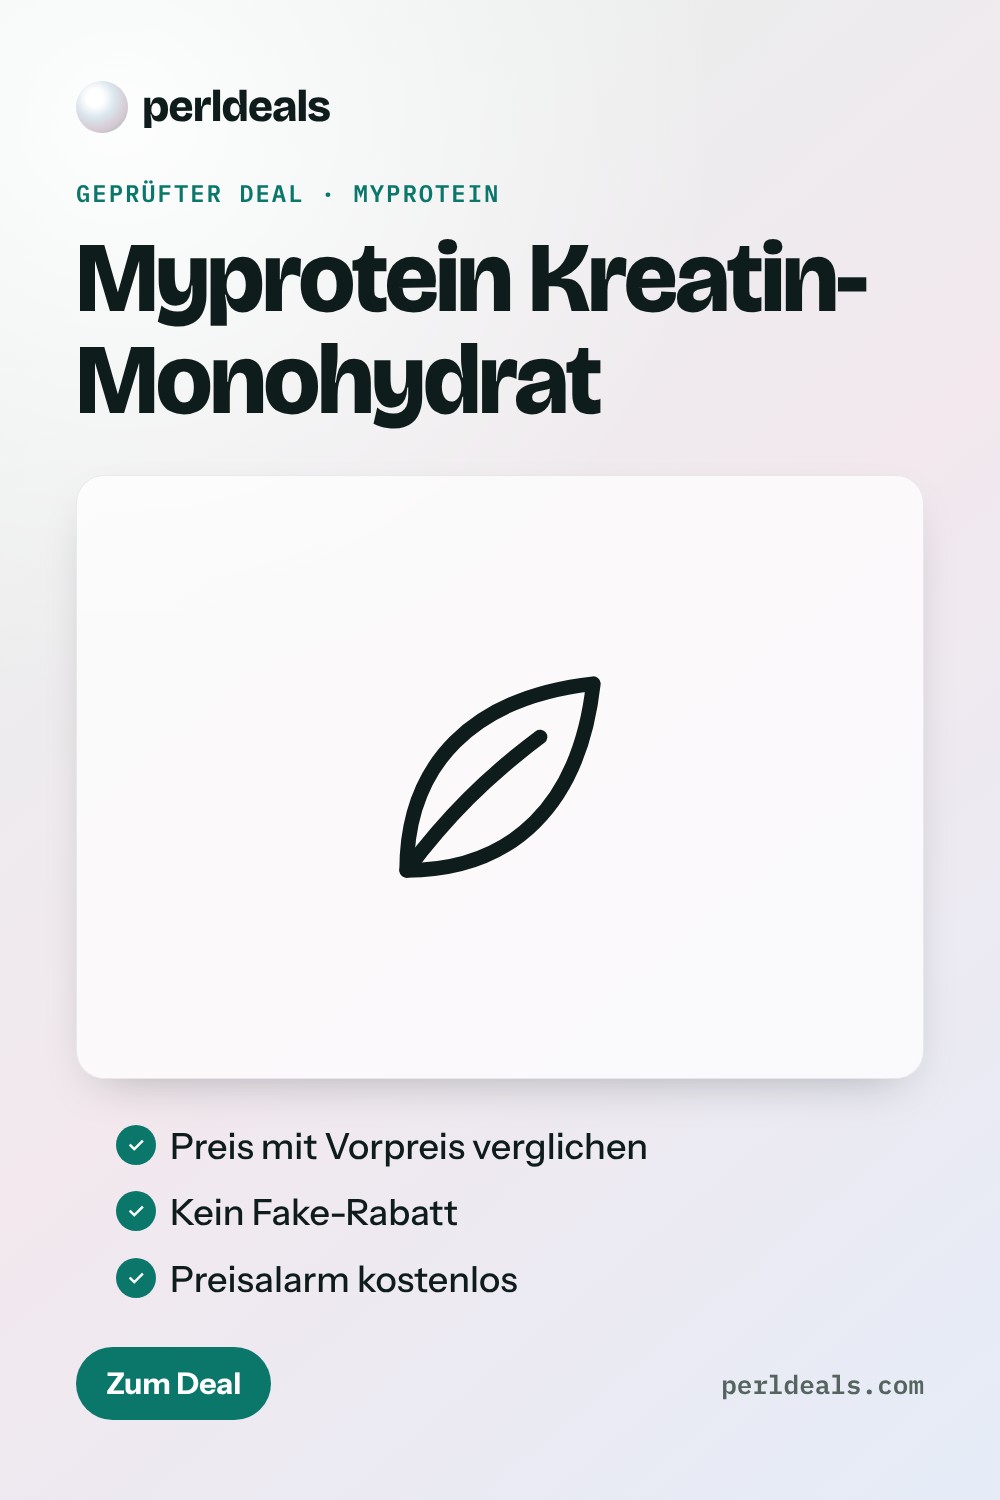 perldeals
GEPRÜFTER DEAL · MYPROTEIN
Myprotein Kreatin-
Monohydrat
Preis mit Vorpreis verglichen
Kein Fake-Rabatt
Preisalarm kostenlos
Zum Deal
perldeals.com